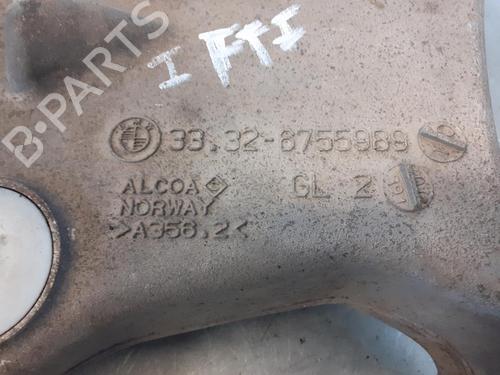 I FTI
33.32-6755989
ALCOA GL 2
NORWAY
>A356.2<
B-PARTS